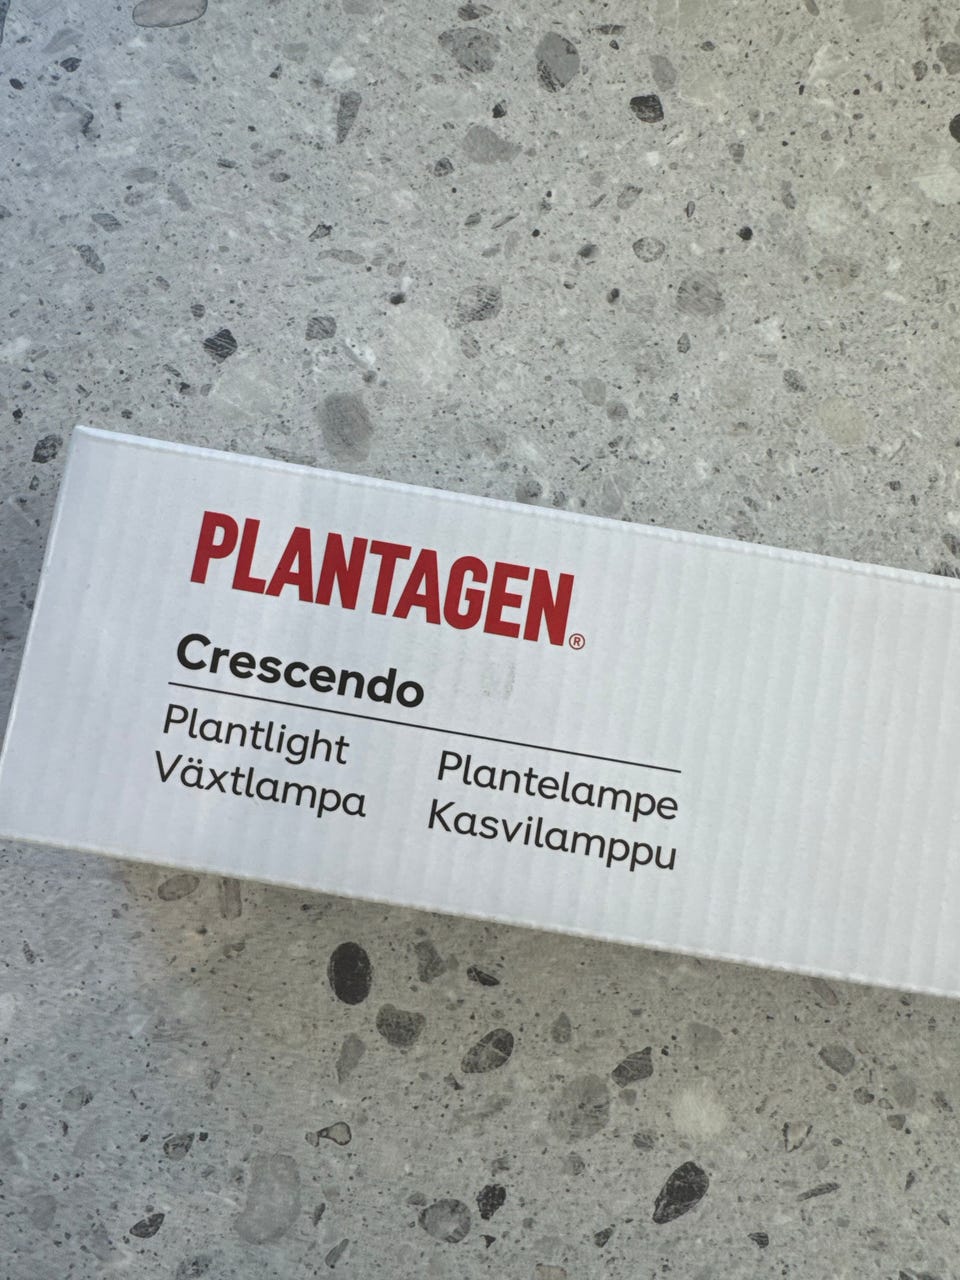 PLANTAGEN®
Crescendo
Plantlight
Växtlampa
Plantelampe
Kasvilamppu